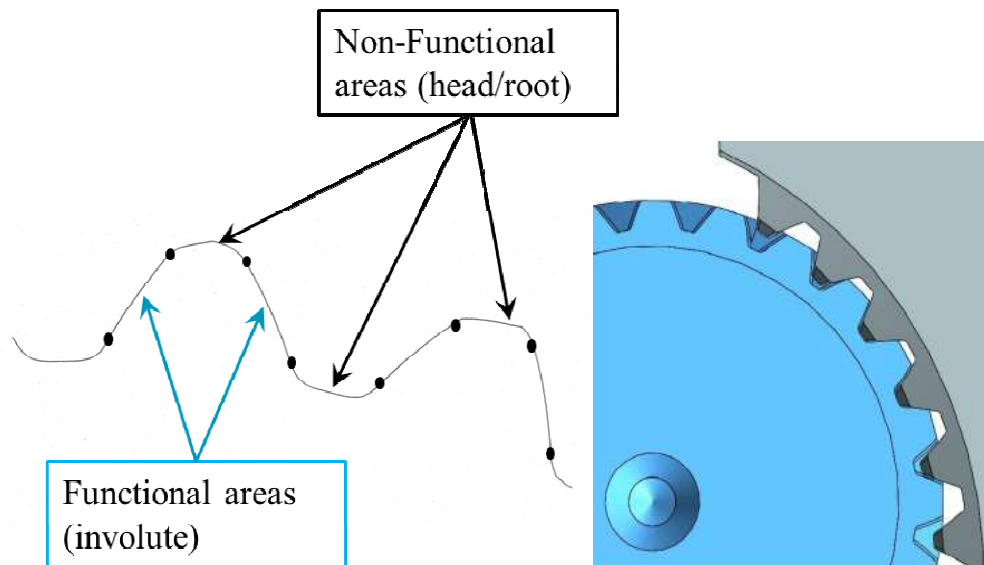 Non-Functional
areas (head/root)
Functional areas
(involute)